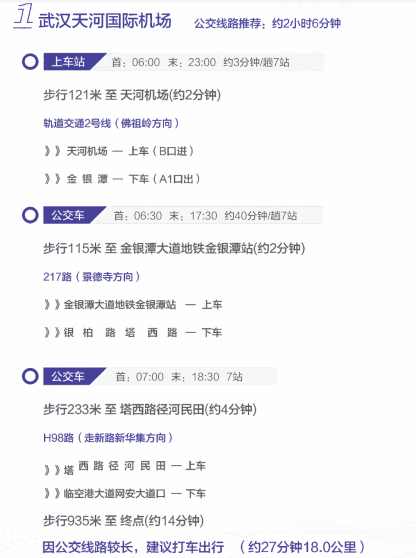 1 武汉天河国际机场 公交线路推荐：约2小时6分钟
上车站 首：06:00 末：23:00 约3分钟/趟7站
步行121米 至 天河机场(约2分钟)
轨道交通2号线（佛祖岭方向）
》》天河机场 — 上车（B口进）
》》金银潭 — 下车（A1口出）
公交车 首：06:30 末：17:30 约40分钟/趟7站
步行115米 至 金银潭大道地铁金银潭站(约2分钟)
217路（景德寺方向）
》》金银潭大道地铁金银潭站 — 上车
》》银柏路塔西路 — 下车
公交车 首：07:00 末：18:30 7站
步行233米 至 塔西路径河民田(约4分钟)
H98路（走新路新华集方向）
》》塔西路径河民田 — 上车
》》临空港大道网安大道口 — 下车
步行935米 至 终点(约14分钟)
因公交线路较长，建议打车出行 （约27分钟18.0公里）